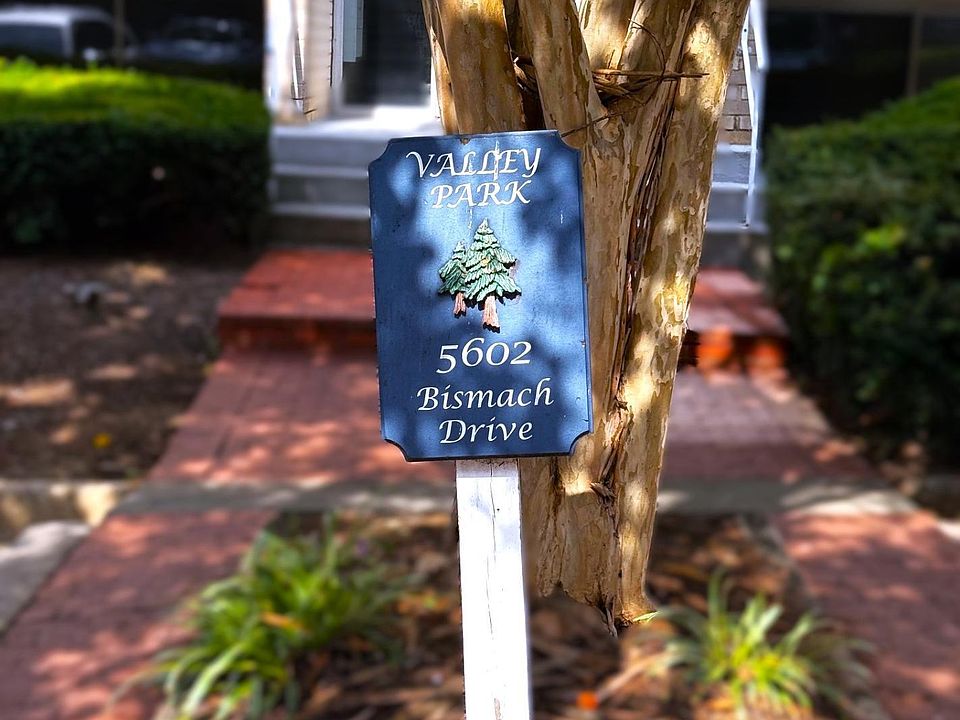 VALLEY
PARK
5602
Bismach
Drive